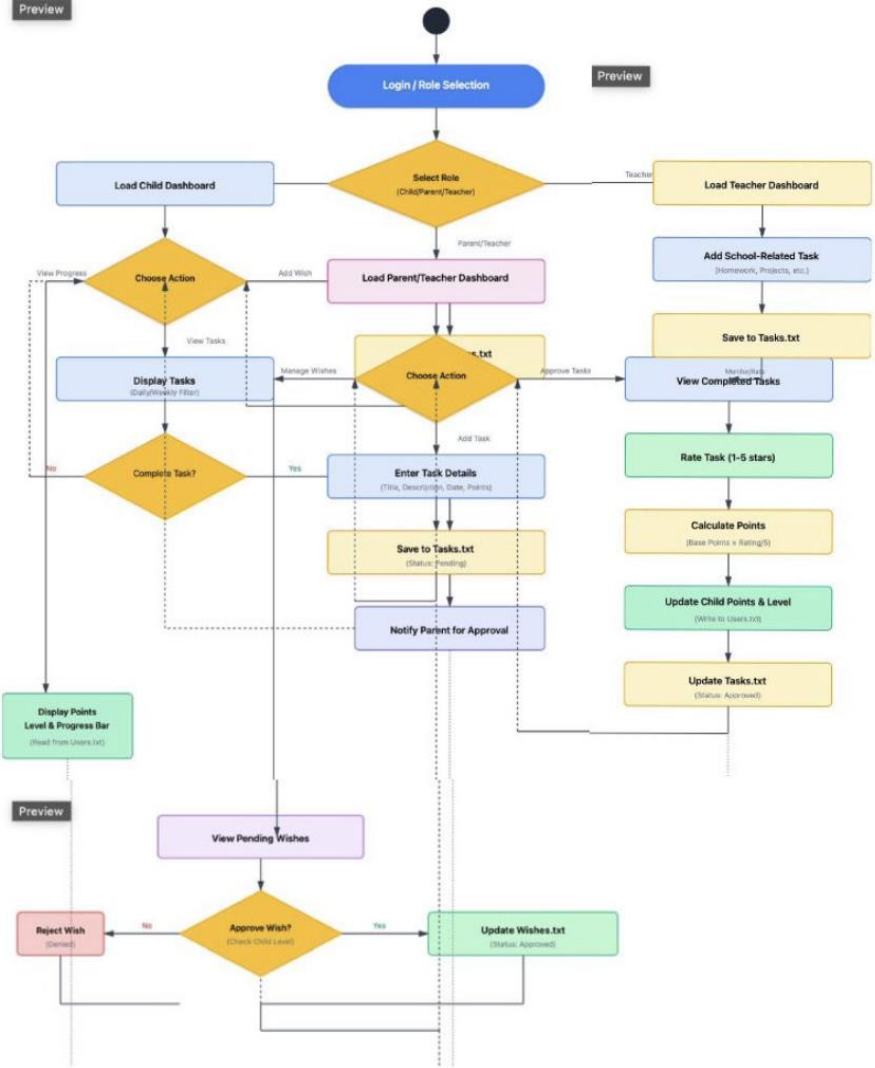 Preview
Login / Role Selection
Preview
Select Role
(Child/Parent/Teacher)
Load Child Dashboard
Teacher
Load Teacher Dashboard
Parent/Teacher
Add School-Related Task
(Homework, Projects, etc.)
View Progress
Choose Action
Add Wish
Load Parent/Teacher Dashboard
Save to Tasks.txt
View Tasks
s.txt
Choose Action
Manage Wishes
Approve Tasks
Display Tasks
(Daily/Weekly Filter)
View Completed Tasks
Add Task
No
Complete Task?
Yes
Enter Task Details
(Title, Description, Date, Points)
Rate Task (1-5 stars)
Save to Tasks.txt
(Status: Pending)
Calculate Points
(Base Points × Rating/5)
Notify Parent for Approval
Update Child Points & Level
(Write to Users.txt)
Update Tasks.txt
(Status: Approved)
Display Points
Level & Progress Bar
(Read from Users.txt)
Preview
View Pending Wishes
Reject Wish
(Denied)
No
Approve Wish?
(Check Child Level)
Yes
Update Wishes.txt
(Status: Approved)